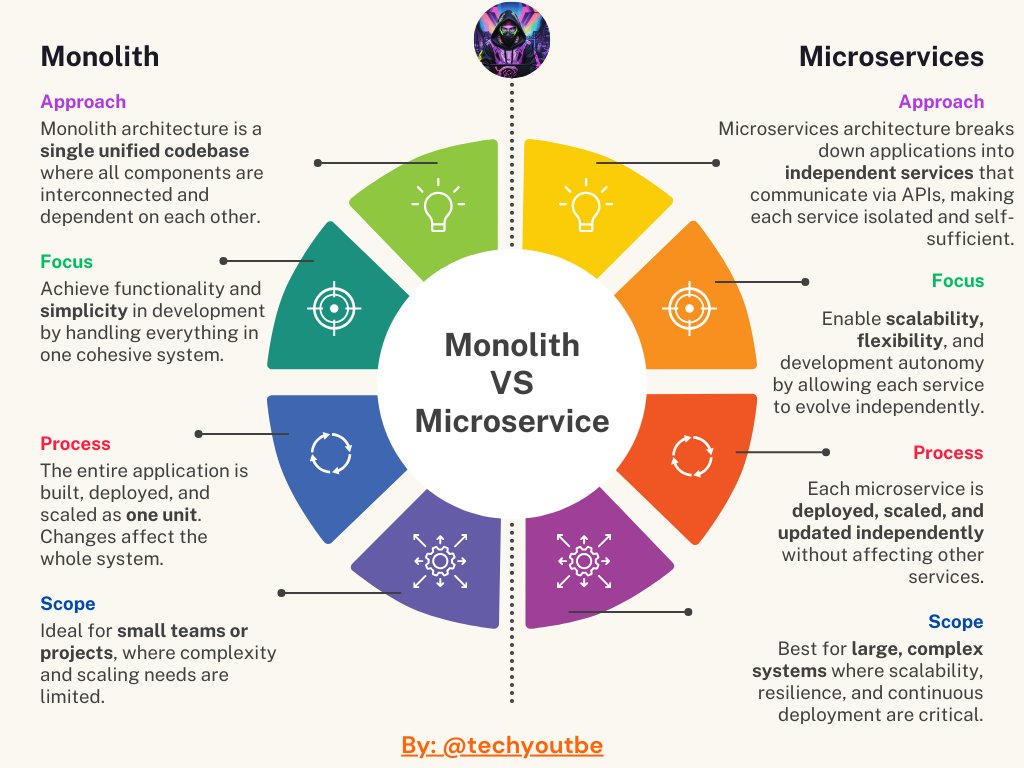 Monolith
Approach
Monolith architecture is a
single unified codebase
where all components are
interconnected and
dependent on each other.
Focus
Achieve functionality and
simplicity in development
by handling everything in
one cohesive system.
Process
The entire application is
built, deployed, and
scaled as one unit.
Changes affect the
whole system.
Scope
Ideal for small teams or
projects, where complexity
and scaling needs are
limited.
Monolith
VS
Microservice
Microservices
Approach
Microservices architecture breaks
down applications into
independent services that
communicate via APIs, making
each service isolated and self-
sufficient.
Focus
Enable scalability,
flexibility, and
development autonomy
by allowing each service
to evolve independently.
Process
Each microservice is
deployed, scaled, and
updated independently
without affecting other
services.
Scope
Best for large, complex
systems where scalability,
resilience, and continuous
deployment are critical.
By: @techyoutbe